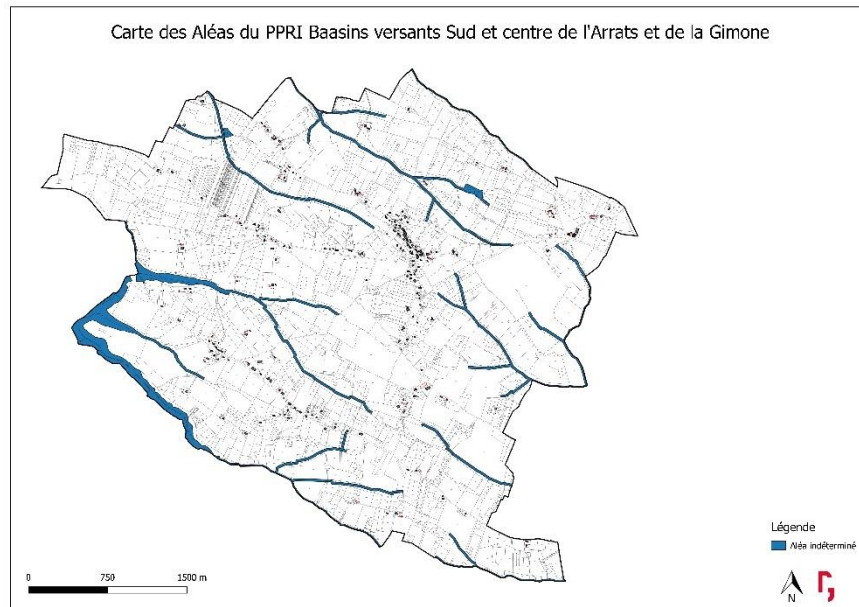 Carte des Aléas du PPRI Baasins versants Sud et centre de l'Arrats et de la Gimone
Légende
Aléa indéterminé
0 750 1500 m
N